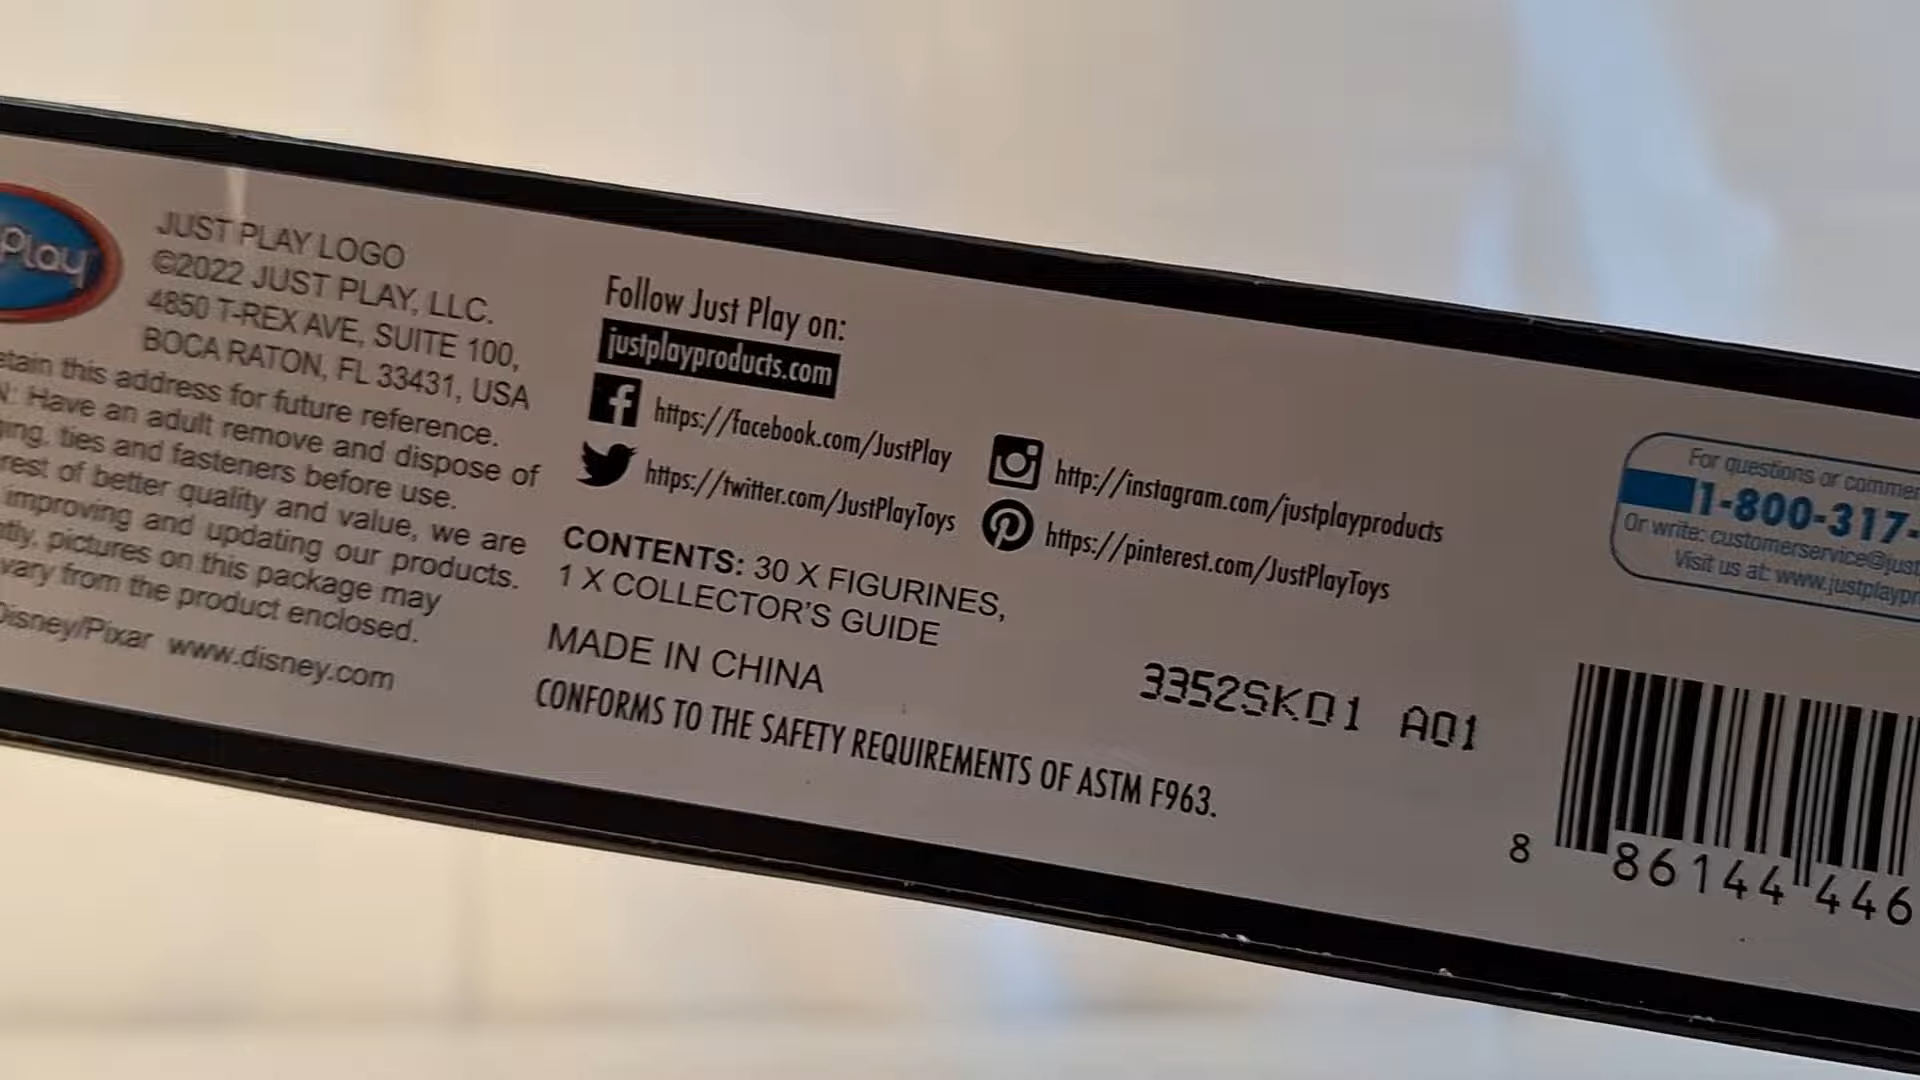 Play
JUST PLAY LOGO
©2022 JUST PLAY, LLC.
4850 T-REX AVE, SUITE 100,
BOCA RATON, FL 33431, USA
this address for future reference.
Have an adult remove and dispose of
ties and fasteners before use.
of better quality and value, we are
improving and updating our products.
pictures on this package may
vary from the product enclosed.
Disney/Pixar www.disney.com
Follow Just Play on:
justplayproducts.com
https://facebook.com/JustPlay
https://twitter.com/JustPlayToys
http://instagram.com/justplayproducts
https://pinterest.com/JustPlayToys
CONTENTS: 30 X FIGURINES,
1 X COLLECTOR'S GUIDE
MADE IN CHINA
CONFORMS TO THE SAFETY REQUIREMENTS OF ASTM F963.
3352SK01 A01
For questions or
1-800-317-
Or write: customerservice@just
Visit us at: www.justplaypr
8 86144 446